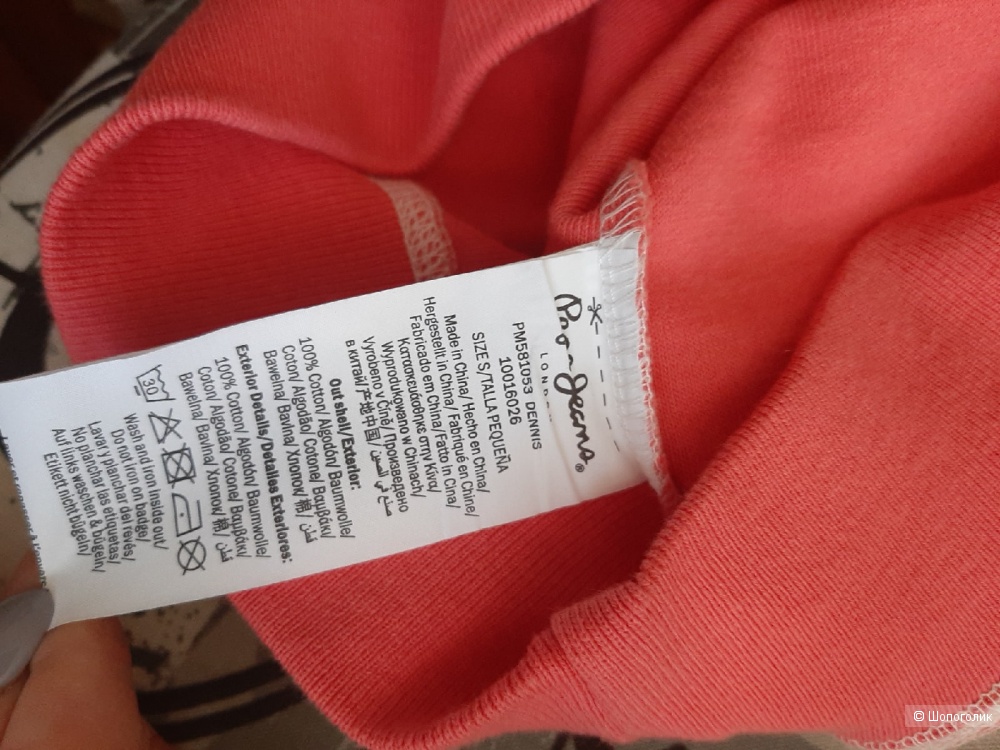 Pepe Jeans®
LONDON
PM581053 DENNIS
10016026
SIZE S/TALLA PEQUEÑA
Made in China/ Hecho en China/
Hergestellt in China/ Fabriqué en Chine/
Fabricado em China/Fatto in Cina/
Κατασκευάσθηκε στην Κίνα/
Wyprodukowano w Chinach/
Vyrobeno v Číně/ Произведено
в китай/产地中国/ صنع في الصين
Out shell/Exterior:
100% Cotton/ Algodón/ Baumwolle/
Coton/ Algodão/ Cotone/ Βαμβάκι/
Bawełna/ Bavlna/ Хлопок/ 棉/ قطن
Exterior Details/Detalles Exteriores:
100% Cotton/ Algodón/ Baumwolle/
Coton/ Algodão/ Cotone/ Βαμβάκι/
Bawełna/ Bavlna/ Хлопок/ 棉/ قطن
30
Wash and iron inside out/
Do not iron on badge/
Lavar y planchar del revés/
No planchar las etiquetas/
Auf links waschen & bügeln/
Etikett nicht bügeln/
© Шопоголик